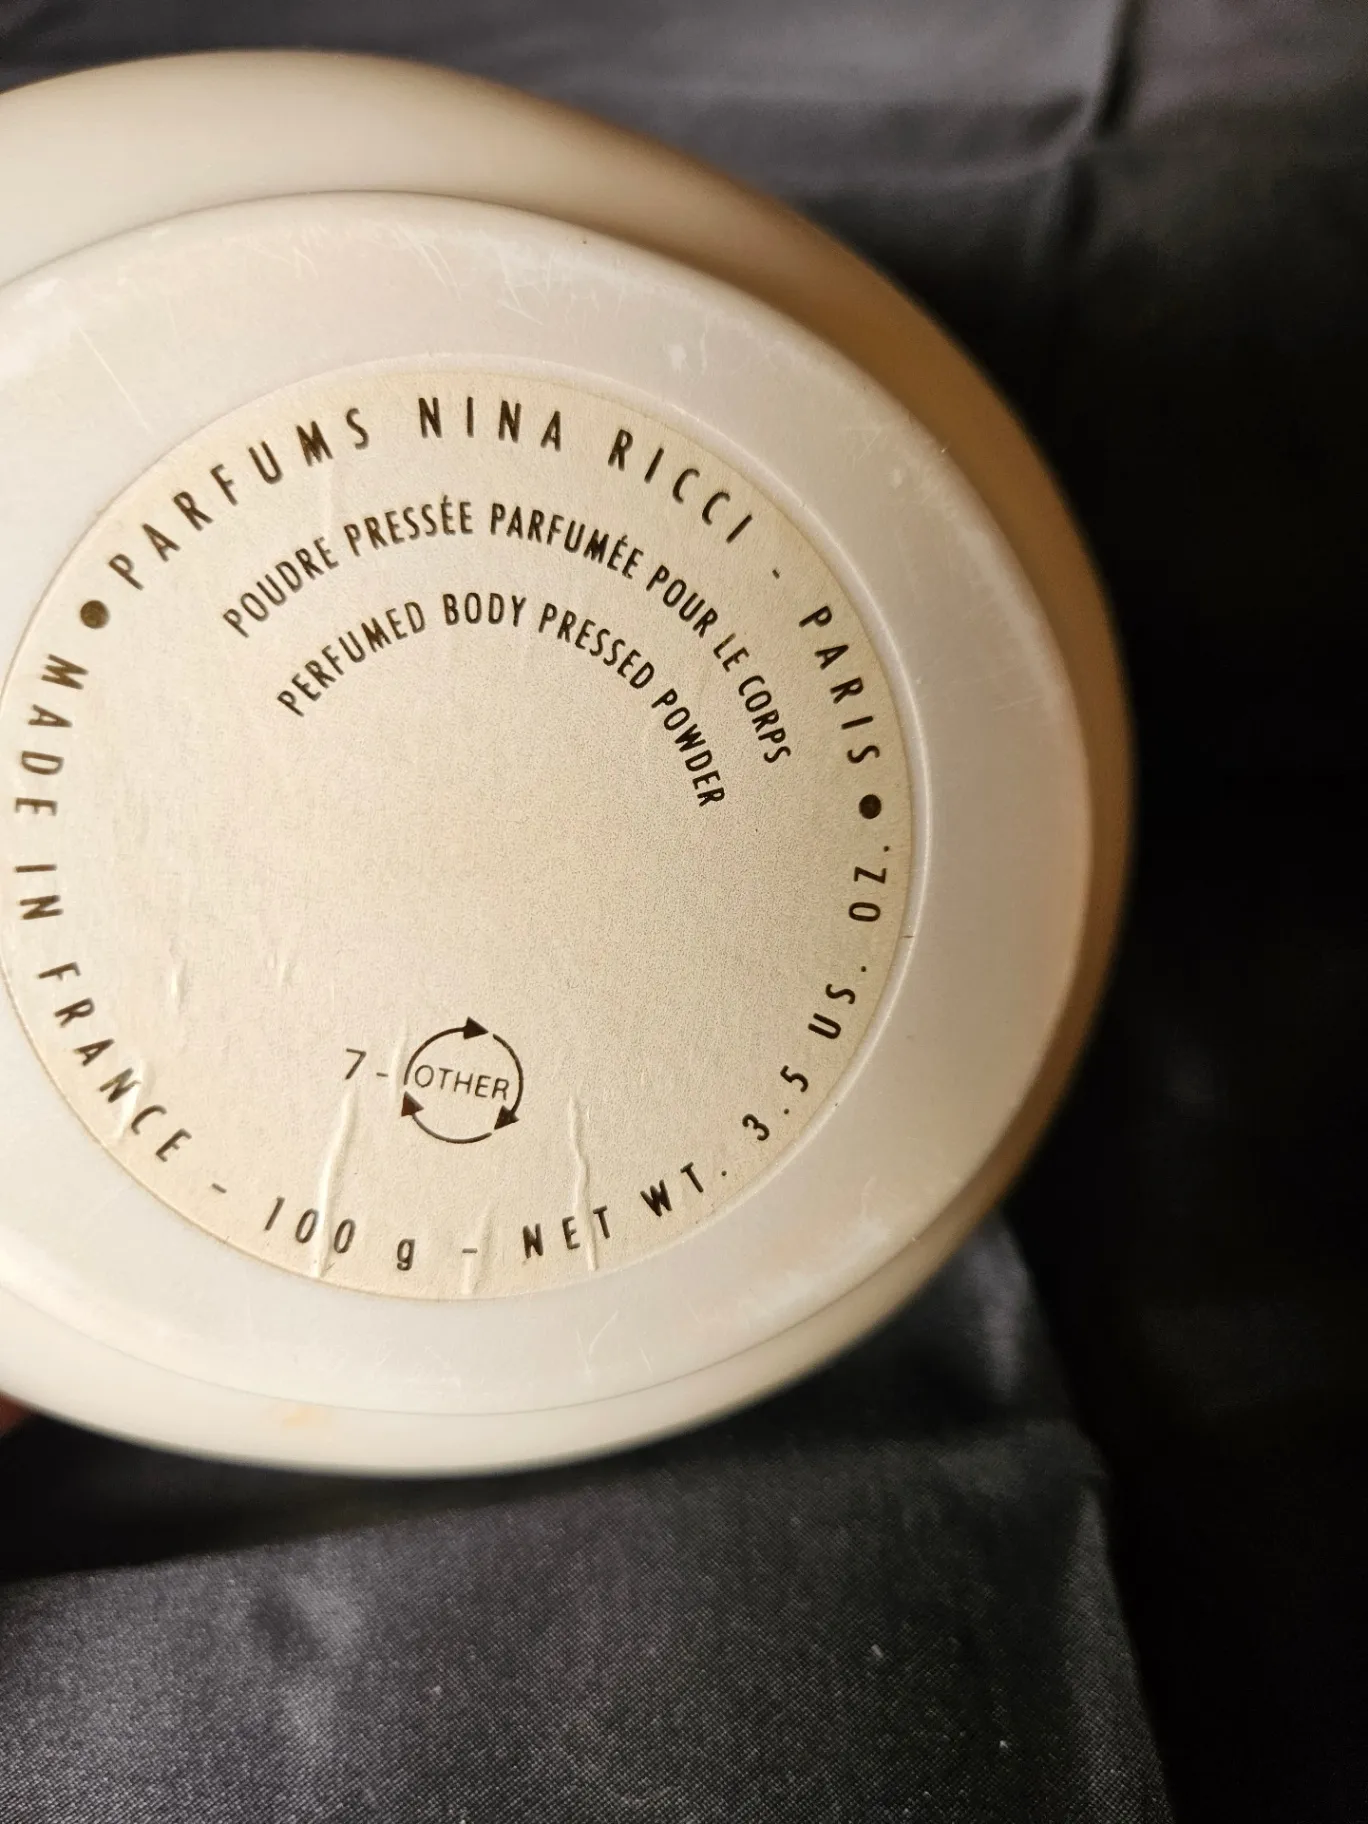 PARFUMS NINA RICCI - PARIS
POUDRE PRESSÉE PARFUMÉE POUR LE CORPS
PERFUMED BODY PRESSED POWDER
7 - OTHER
MADE IN FRANCE - 100 g - NET WT. 3.5 US. OZ.